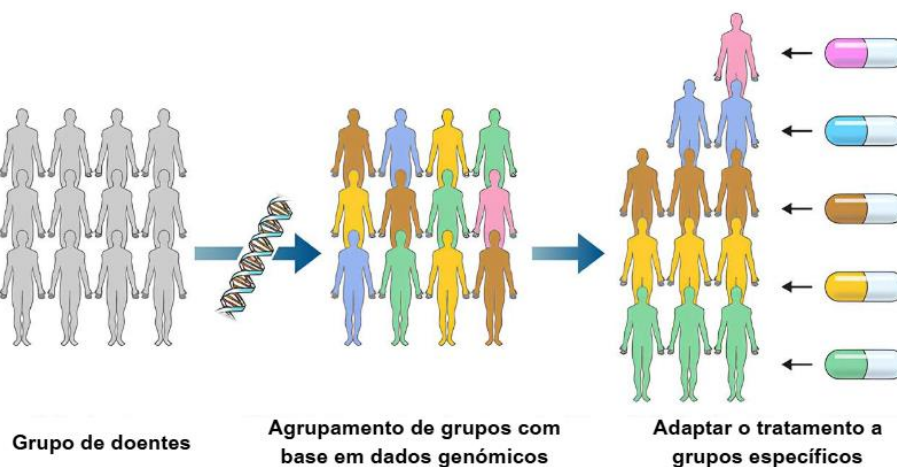 Grupo de doentes
Agrupamento de grupos com
base em dados genómicos
Adaptar o tratamento a
grupos específicos